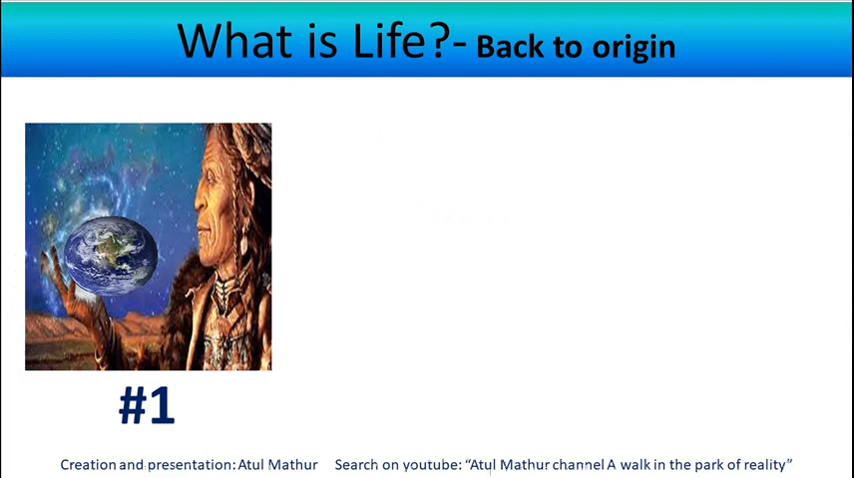 What is Life?- Back to origin
#1
Creation and presentation: Atul Mathur Search on youtube: “Atul Mathur channel A walk in the park of reality”